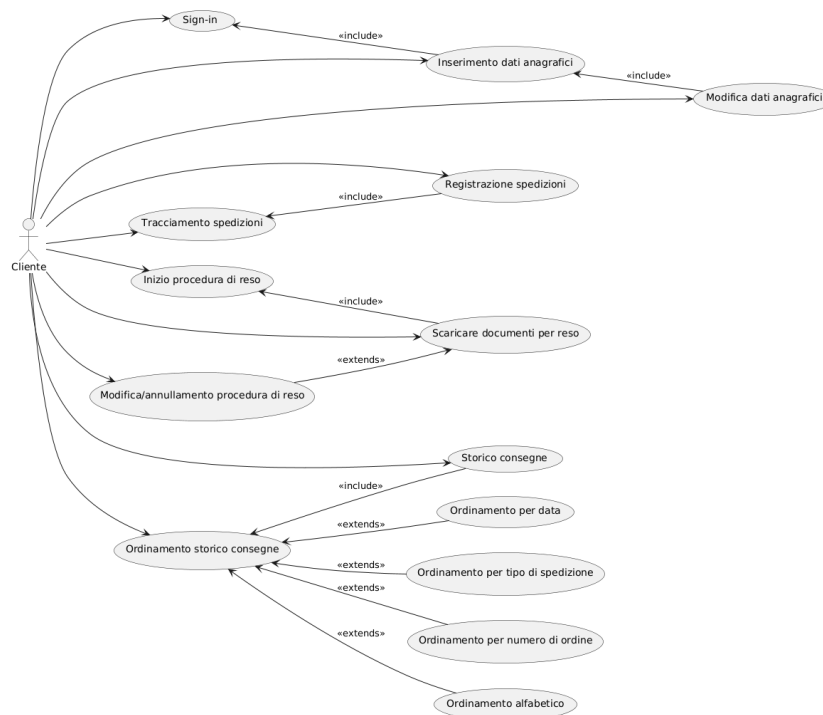 Sign-in
«include»
Inserimento dati anagrafici
«include»
Modifica dati anagrafici
Registrazione spedizioni
«include»
Tracciamento spedizioni
Cliente
Inizio procedura di reso
«include»
Scaricare documenti per reso
«extends»
Modifica/annullamento procedura di reso
Storico consegne
«include»
Ordinamento per data
«extends»
Ordinamento storico consegne
«extends»
Ordinamento per tipo di spedizione
«extends»
Ordinamento per numero di ordine
«extends»
Ordinamento alfabetico